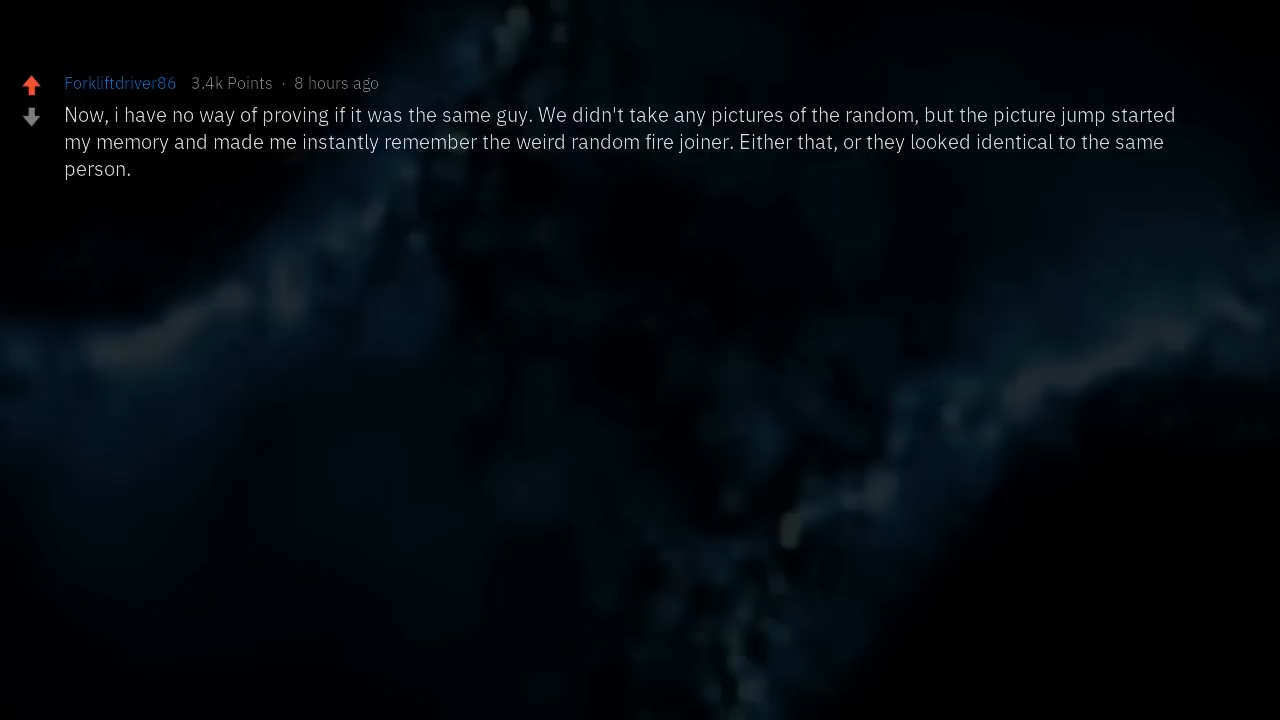 Forkliftdriver86 3.4k Points · 8 hours ago
Now, i have no way of proving if it was the same guy. We didn't take any pictures of the random, but the picture jump started
my memory and made me instantly remember the weird random fire joiner. Either that, or they looked identical to the same
person.